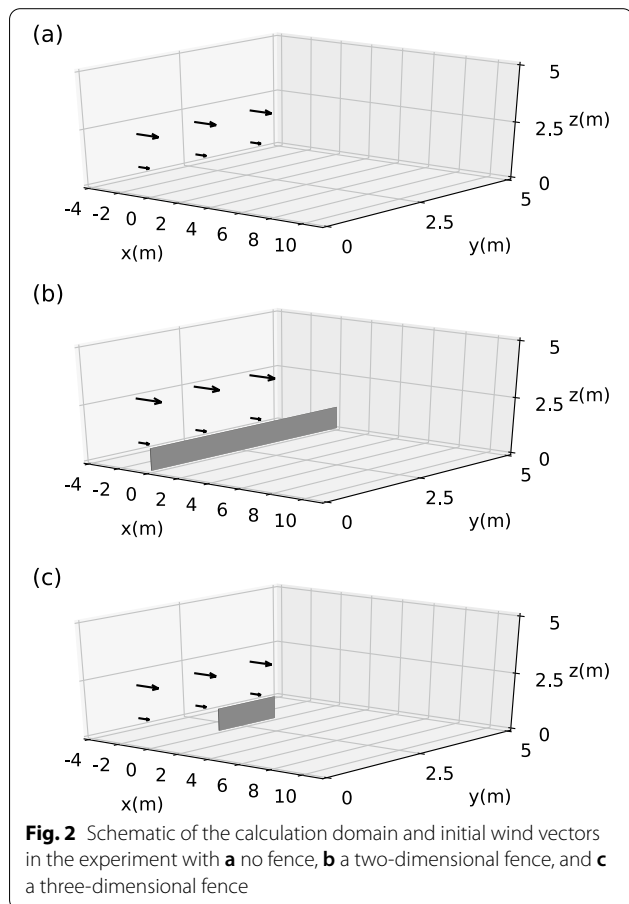 (a)
5
z(m)
2.5
0
5
2.5
y(m)
0
-4 -2 0 2 4 6 8 10
x(m)
(b)
5
z(m)
2.5
0
5
2.5
y(m)
0
-4 -2 0 2 4 6 8 10
x(m)
(c)
5
z(m)
2.5
0
5
2.5
y(m)
0
-4 -2 0 2 4 6 8 10
x(m)
Fig. 2 Schematic of the calculation domain and initial wind vectors
in the experiment with a no fence, b a two-dimensional fence, and c
a three-dimensional fence